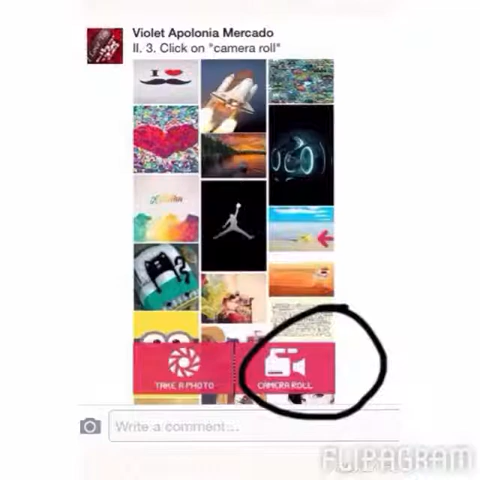 Violet Apolonia Mercado
II. 3. Click on "camera roll"
I
TAKE A PHOTO
CAMERA ROLL
Write a comment...
FLIPAGRAM